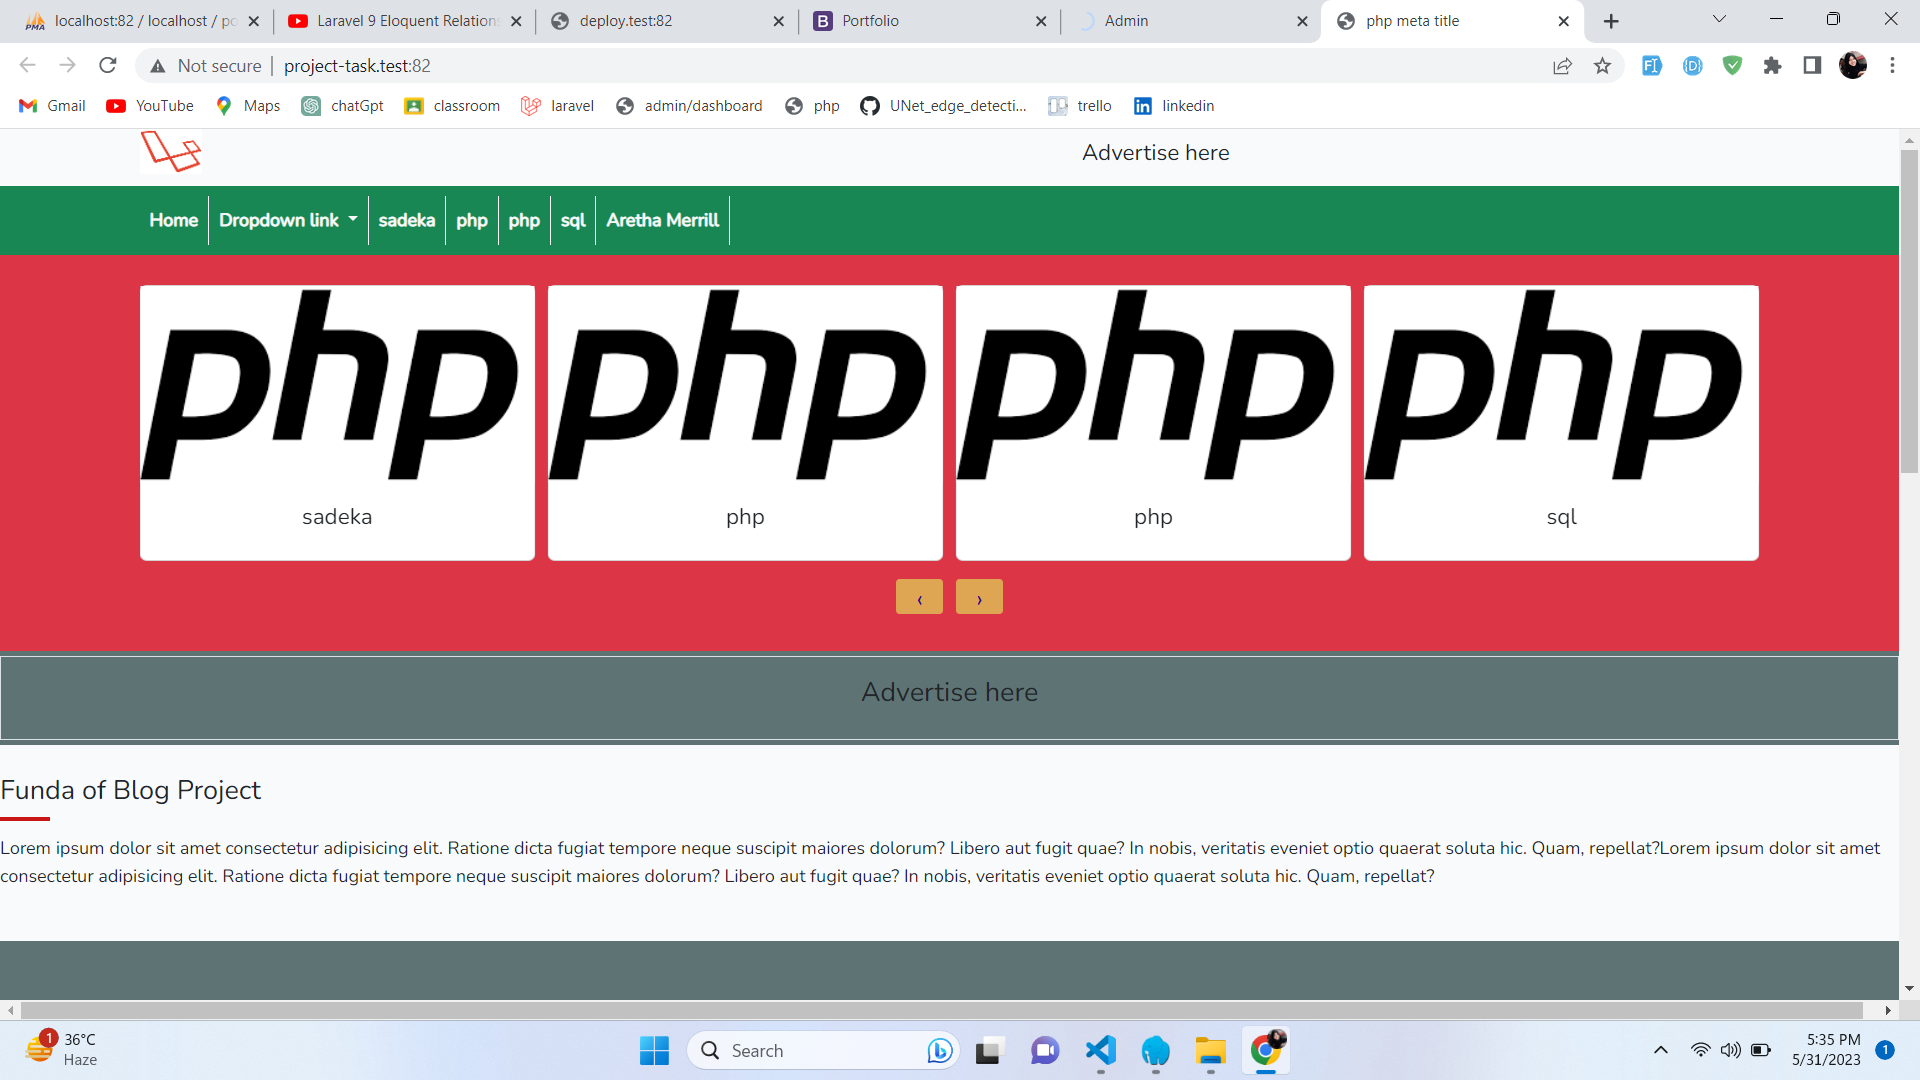 localhost:82 / localhost / po
Laravel 9 Eloquent Relations
deploy.test:82
Portfolio
Admin
php meta title
Not secure
project-task.test:82
Gmail
YouTube
Maps
chatGpt
classroom
laravel
admin/dashboard
php
UNet_edge_detecti...
trello
linkedin
Advertise here
Home
Dropdown link
sadeka
php
php
sql
Aretha Merrill
php
php
php
php
sadeka
php
php
sql
‹
›
Advertise here
Funda of Blog Project
Lorem ipsum dolor sit amet consectetur adipisicing elit. Ratione dicta fugiat tempore neque suscipit maiores dolorum? Libero aut fugit quae? In nobis, veritatis eveniet optio quaerat soluta hic. Quam, repellat?Lorem ipsum dolor sit amet
consectetur adipisicing elit. Ratione dicta fugiat tempore neque suscipit maiores dolorum? Libero aut fugit quae? In nobis, veritatis eveniet optio quaerat soluta hic. Quam, repellat?
1
36°C
Haze
Search
5:35 PM
5/31/2023
1